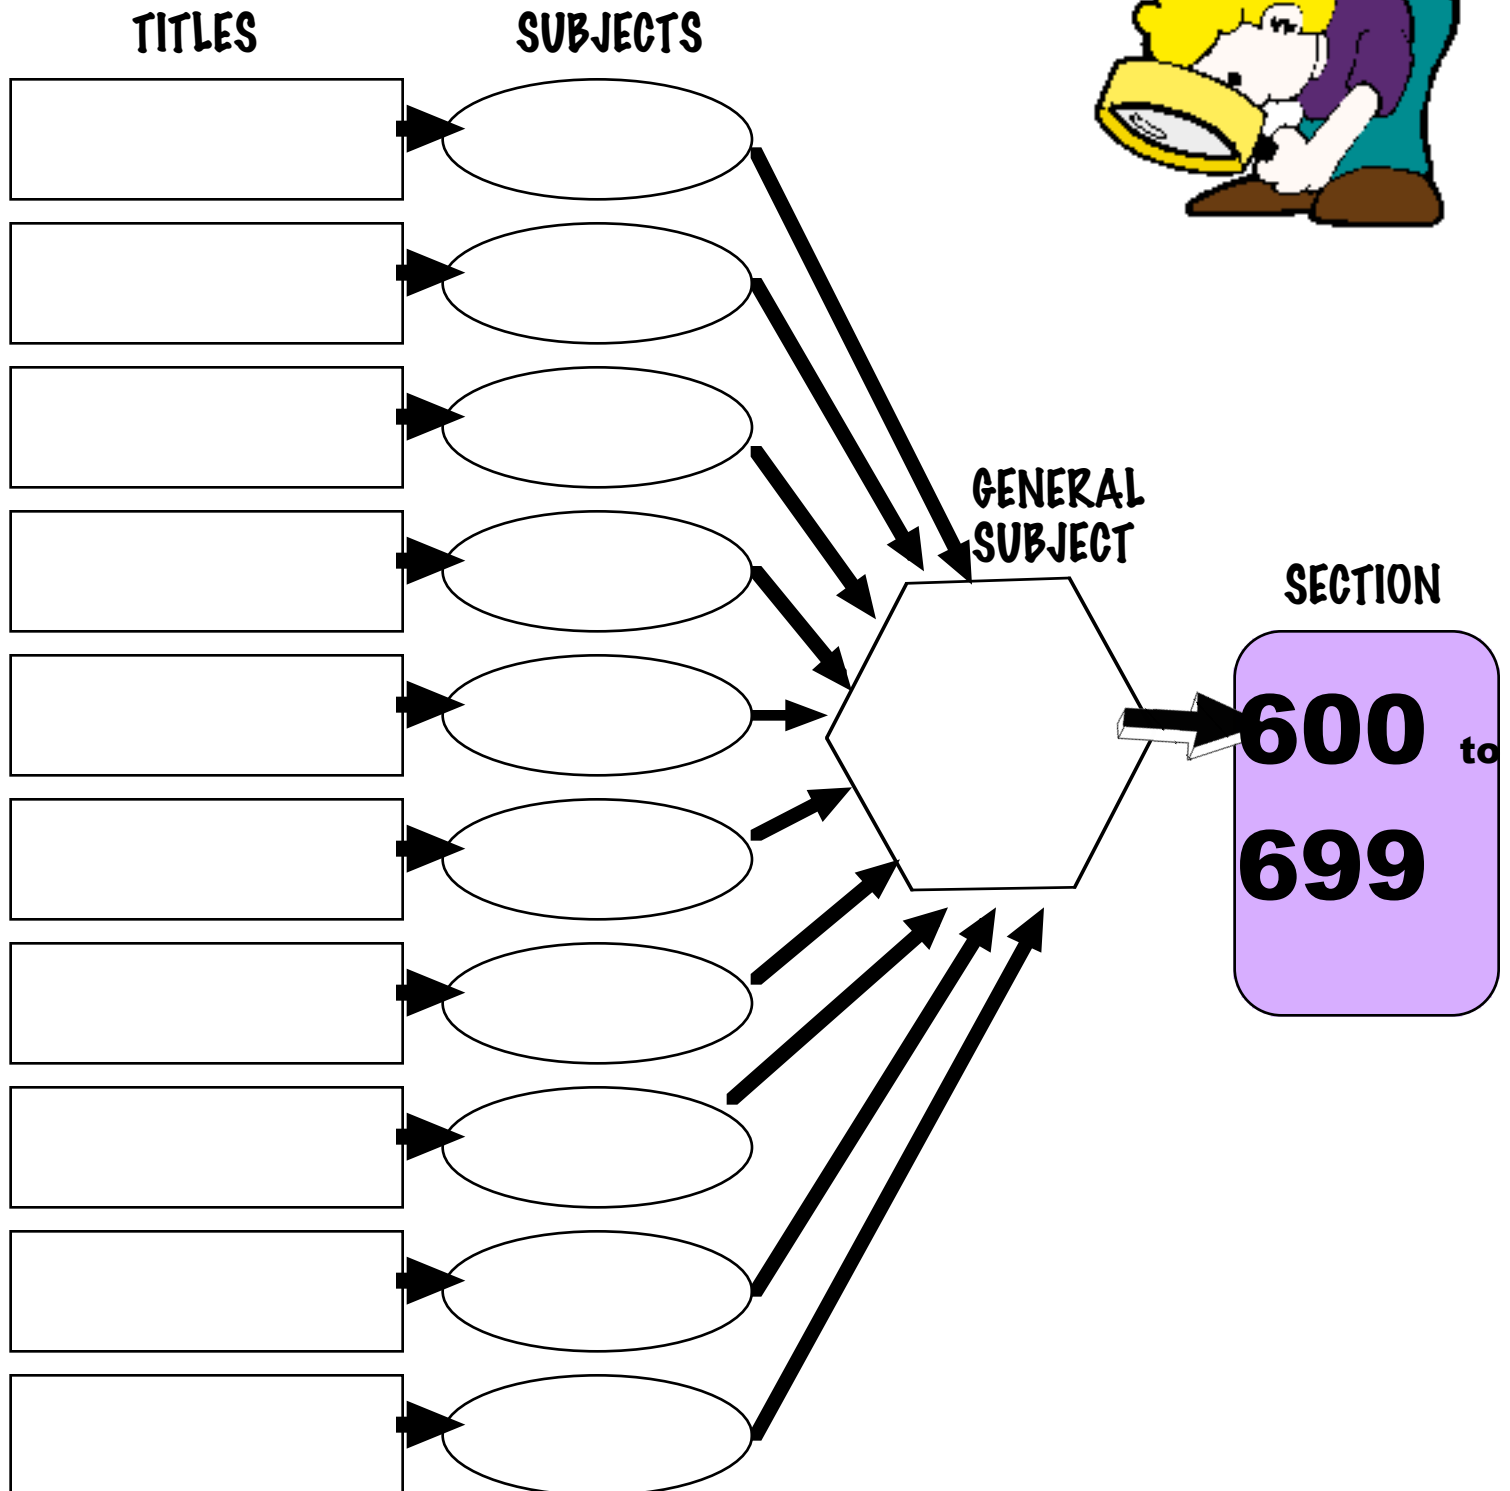 TITLES
SUBJECTS
GENERAL
SUBJECT
SECTION
600 to
699